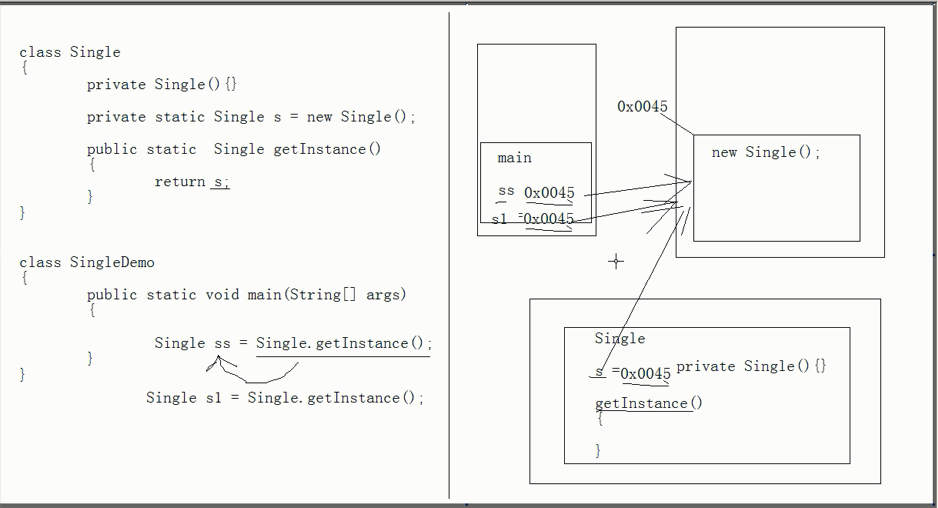 class Single
{
private Single(){}
private static Single s = new Single();
public static  Single getInstance()
{
return s;
}
}
class SingleDemo
{
public static void main(String[] args)
{
Single ss = Single.getInstance();
}
}
Single s1 = Single.getInstance();
main
ss 0x0045
s1 =0x0045
0x0045
new Single();
Single
s =0x0045 private Single(){}
getInstance()
{
}